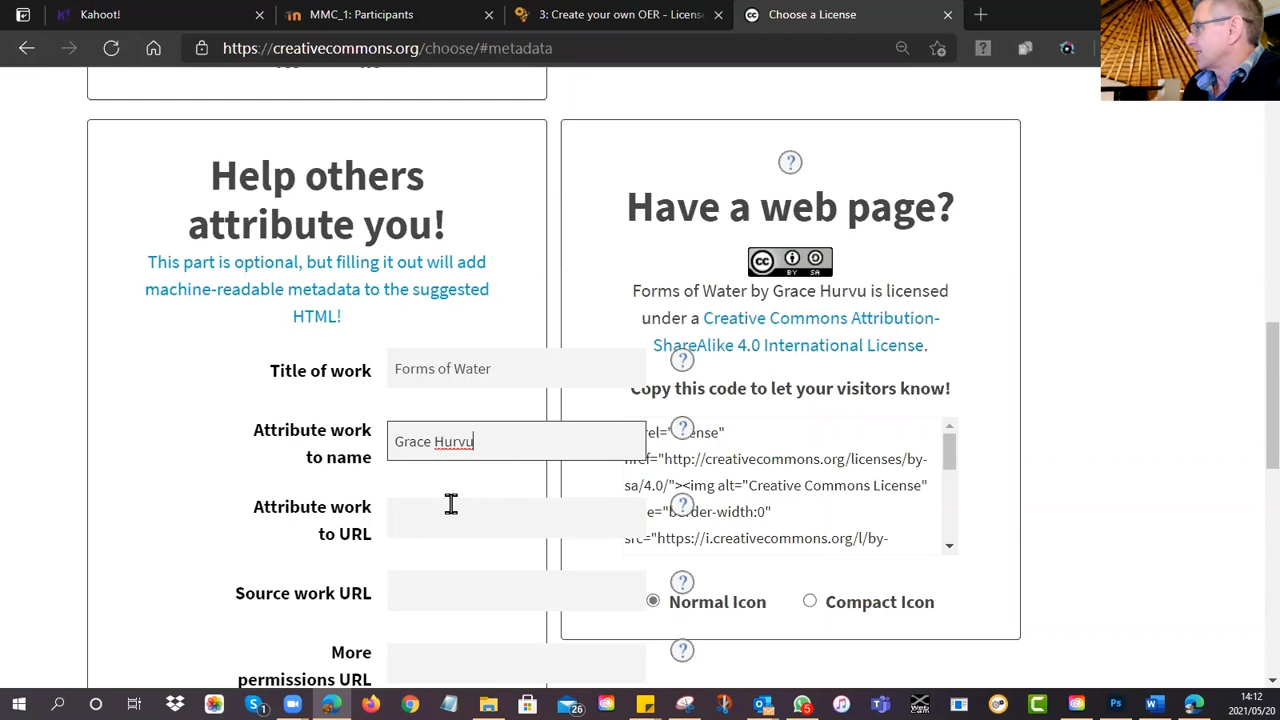 Kahoot!
MMC_1: Participants
3: Create your own OER - License
Choose a License
https://creativecommons.org/choose/#metadata
Help others
attribute you!
This part is optional, but filling it out will add
machine-readable metadata to the suggested
HTML!
Title of work
Forms of Water
Attribute work
to name
Grace Hurvu
Attribute work
to URL
Source work URL
More
permissions URL
Have a web page?
BY SA
Forms of Water by Grace Hurvu is licensed
under a Creative Commons Attribution-
ShareAlike 4.0 International License.
Copy this code to let your visitors know!
href="http://creativecommons.org/licenses/by-
sa/4.0/"><img alt="Creative Commons License"
src="https://i.creativecommons.org/l/by-
Normal Icon
Compact Icon
26
14:12
2021/05/20